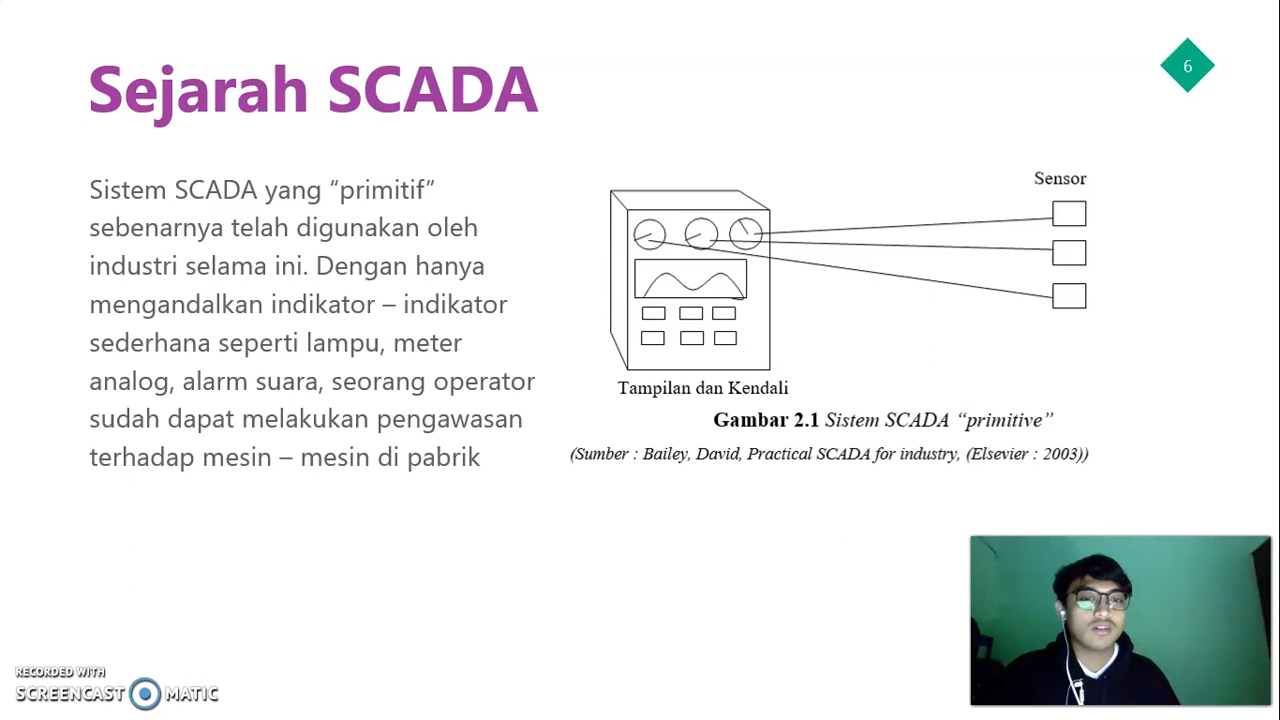 Sejarah SCADA
6
Sistem SCADA yang “primitif”
sebenarnya telah digunakan oleh
industri selama ini. Dengan hanya
mengandalkan indikator – indikator
sederhana seperti lampu, meter
analog, alarm suara, seorang operator
sudah dapat melakukan pengawasan
terhadap mesin – mesin di pabrik
Sensor
Tampilan dan Kendali
Gambar 2.1 Sistem SCADA “primitive”
(Sumber : Bailey, David, Practical SCADA for industry, (Elsevier : 2003))
RECORDED WITH
SCREENCAST MATIC